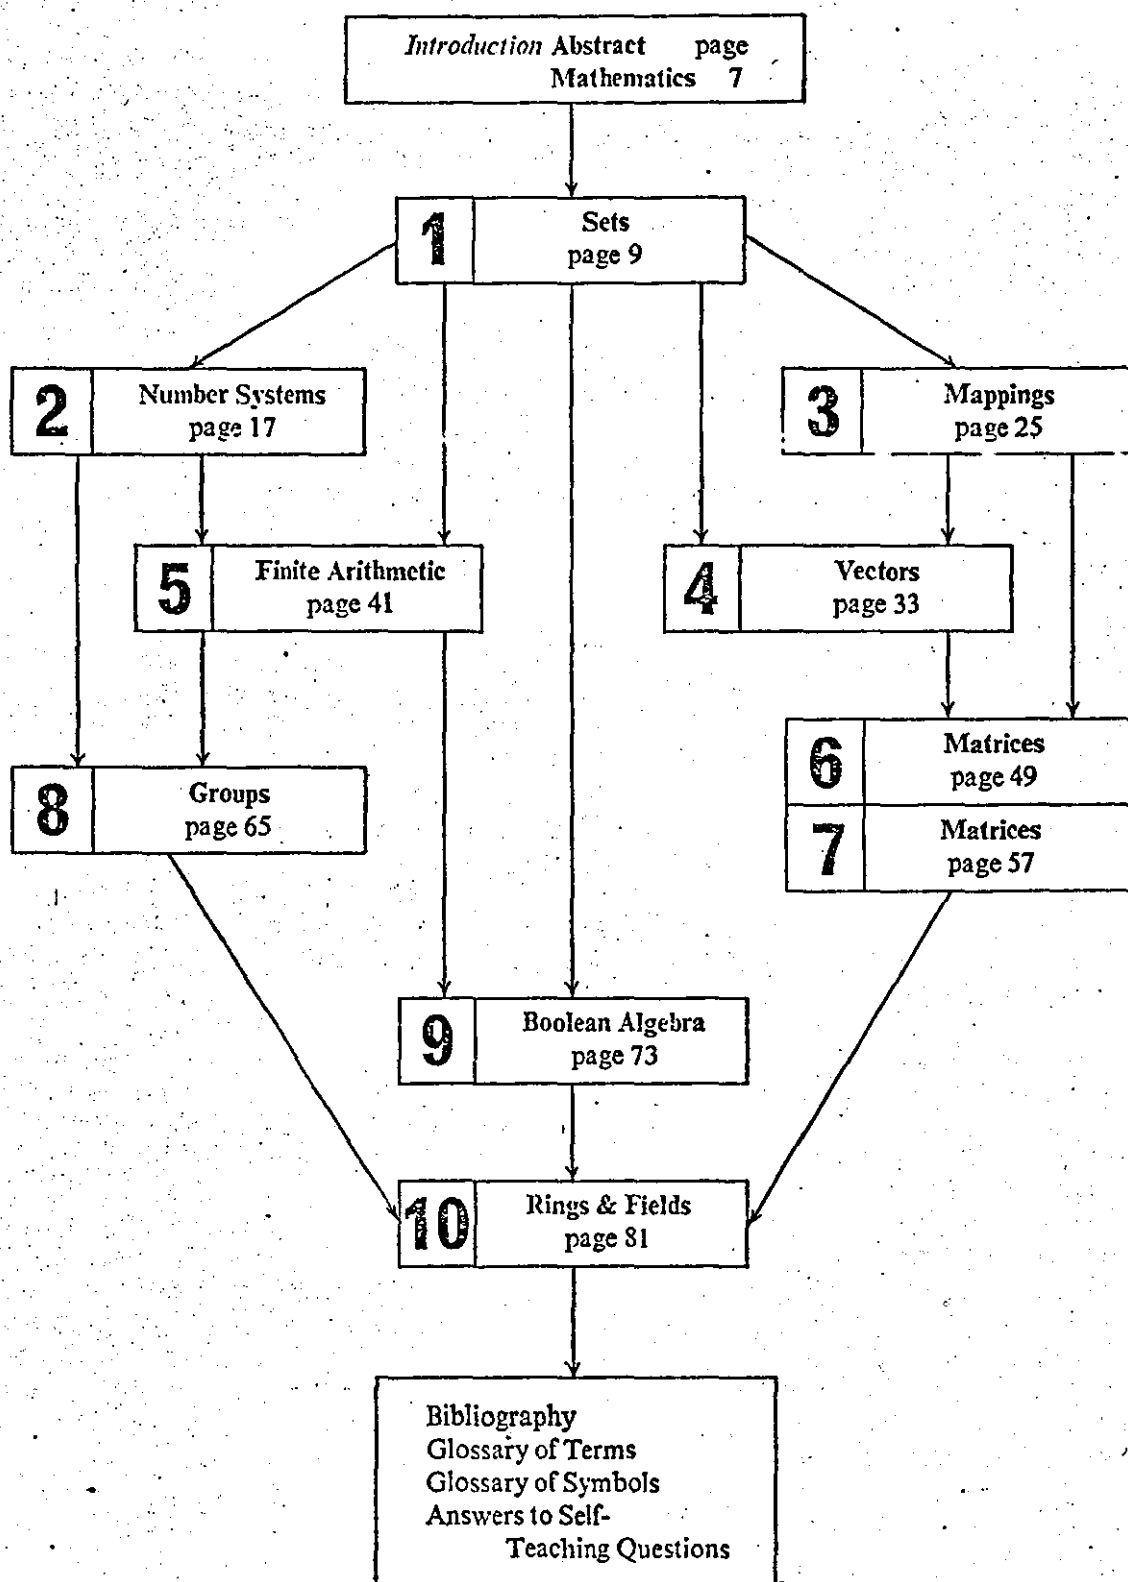 Introduction Abstract page
Mathematics 7
1
Sets
page 9
2
Number Systems
page 17
3
Mappings
page 25
5
Finite Arithmetic
page 41
4
Vectors
page 33
6
Matrices
page 49
8
Groups
page 65
7
Matrices
page 57
9
Boolean Algebra
page 73
10
Rings & Fields
page 81
Bibliography
Glossary of Terms
Glossary of Symbols
Answers to Self-
Teaching Questions